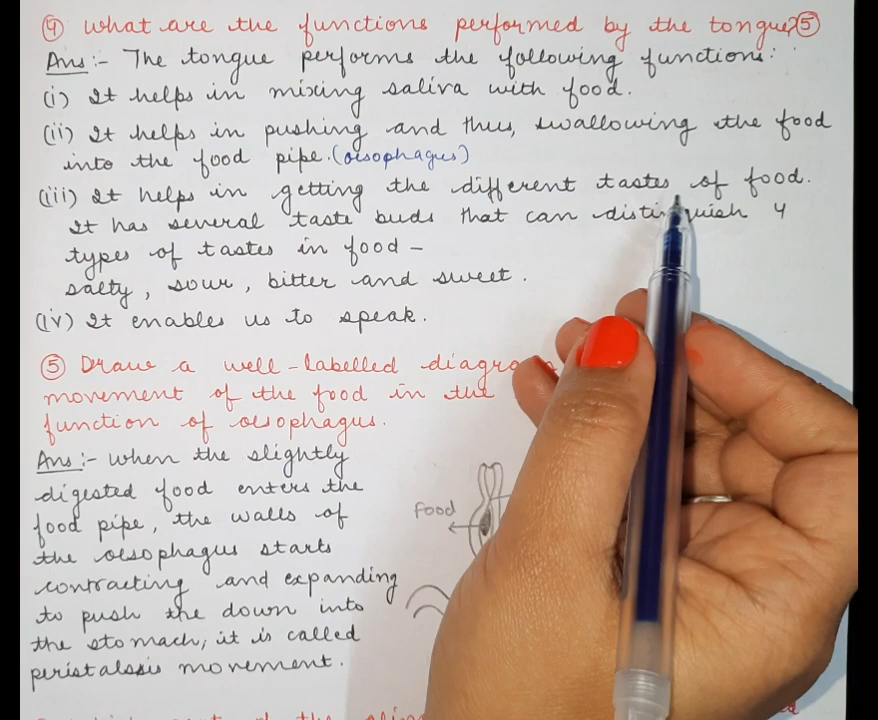 ④ what are the functions performed by the tongue? ⑤
Ans :- The tongue performs the following functions:
(i) It helps in mixing saliva with food.
(ii) It helps in pushing and thus, swallowing the food
into the food pipe. (oesophagus)
(iii) It helps in getting the different tastes of food.
It has several taste buds that can distinguish 4
types of tastes in food -
salty, sour, bitter and sweet.
(iv) It enables us to speak.
⑤ Draw a well-labelled
movement of the food in the
function of oesophagus.
Ans :- when the slightly
digested food enters the
food pipe, the walls of
the oesophagus starts
contracting and expanding
to push the down into
the stomach, it is called
movement.
Food